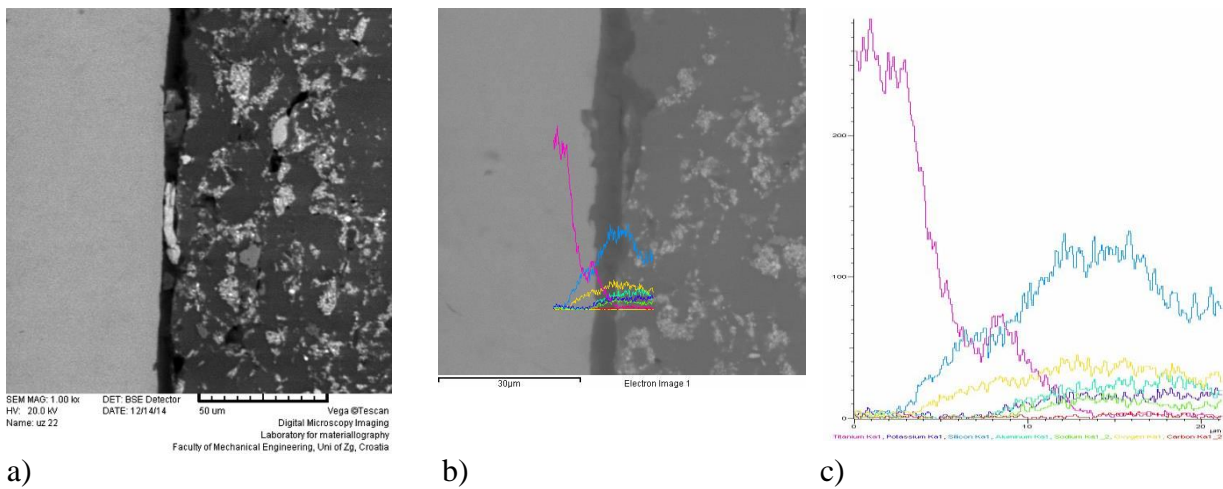 SEM MAG: 1.00 kx DET: BSE Detector
HV: 20.0 kV DATE: 12/14/14 50 um Vega ©Tescan
Name: uz 22 Digital Microscopy Imaging
Laboratory for materiallography
Faculty of Mechanical Engineering, Uni of Zg, Croatia
a)
30µm Electron Image 1
b)
200
100
0
0 10 20
µm
Titanium Ka1, Potassium Ka1, Silicon Ka1, Aluminum Ka1, Sodium Ka1_2, Oxygen Ka1, Carbon Ka1_2
c)